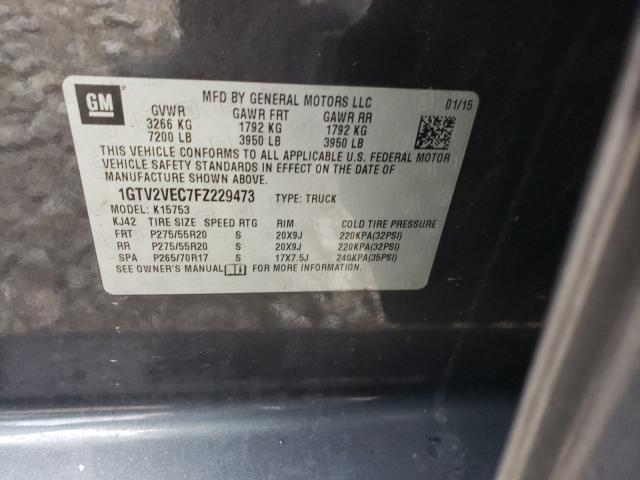 GM
MFD BY GENERAL MOTORS LLC 01/15
GVWR GAWR FRT GAWR RR
3266 KG 1792 KG 1792 KG
7200 LB 3950 LB 3950 LB
THIS VEHICLE CONFORMS TO ALL APPLICABLE U.S. FEDERAL MOTOR
VEHICLE SAFETY STANDARDS IN EFFECT ON THE DATE OF
MANUFACTURE SHOWN ABOVE.
1GTV2VEC7FZ229473 TYPE: TRUCK
MODEL: K15753
KJ42 TIRE SIZE SPEED RTG RIM COLD TIRE PRESSURE
FRT P275/55R20 S 20X9J 220KPA(32PSI)
RR P275/55R20 S 20X9J 220KPA(32PSI)
SPA P265/70R17 S 17X7.5J 240KPA(35PSI)
SEE OWNER'S MANUAL FOR MORE INFORMATION.